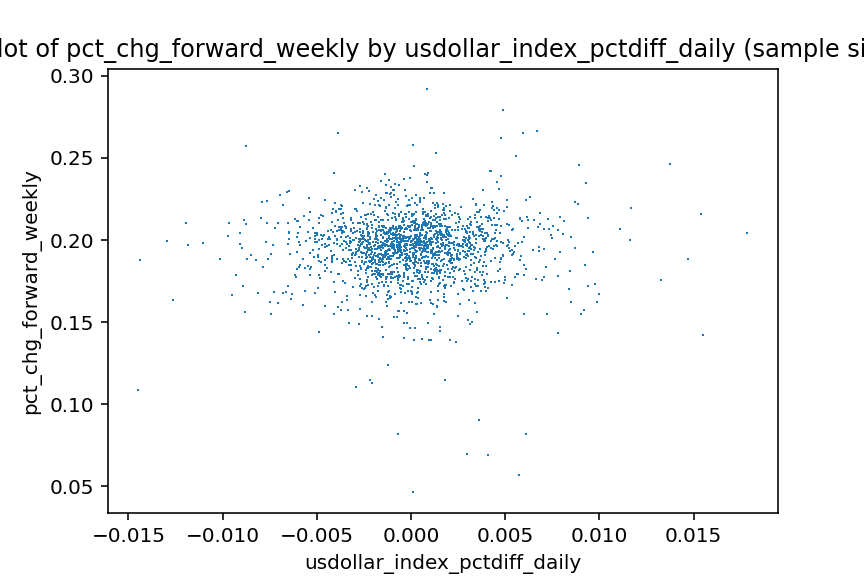 lot of pct_chg_forward_weekly by usdollar_index_pctdiff_daily (sample si
0.30
0.25
0.20
0.15
0.10
0.05
pct_chg_forward_weekly
−0.015 −0.010 −0.005 0.000 0.005 0.010 0.015
usdollar_index_pctdiff_daily